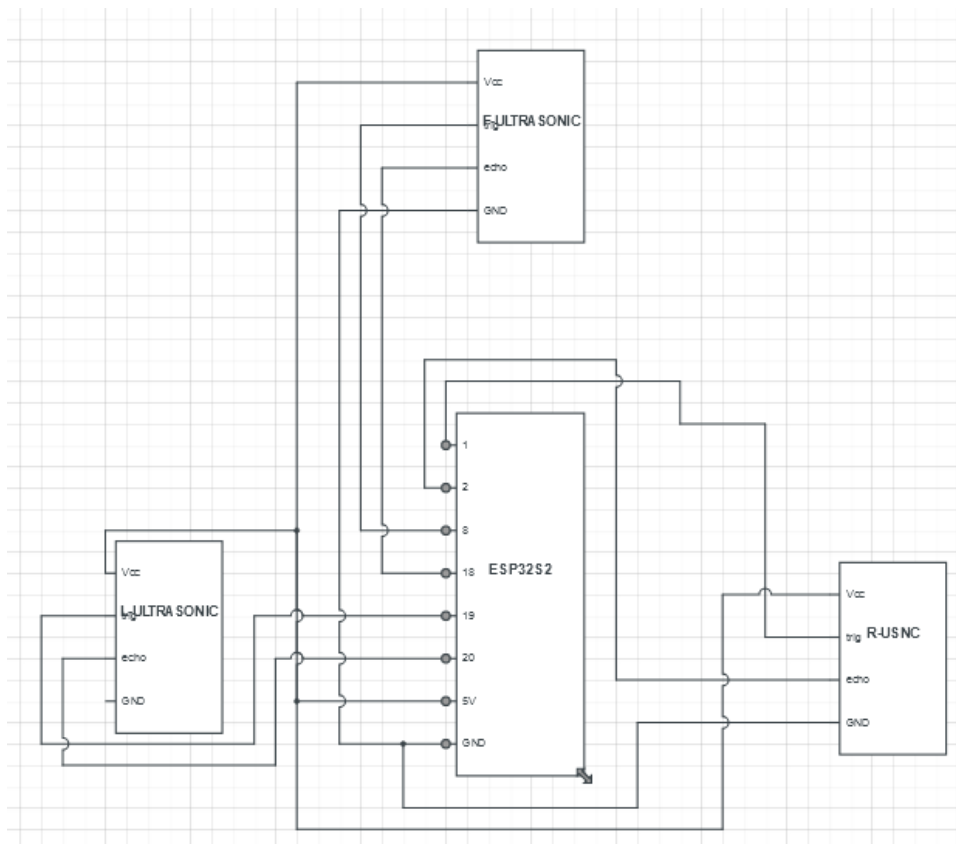 Vcc
F-ULTRASONIC
trig
echo
GND
1
2
8
18
19
20
5V
GND
ESP32S2
Vcc
L-ULTRASONIC
trig
echo
GND
Vcc
trig
R-USNC
echo
GND